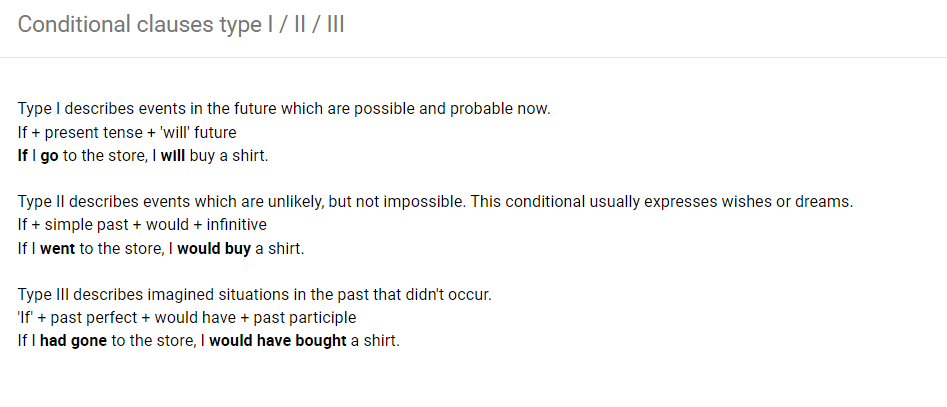 Conditional clauses type I / II / III
Type I describes events in the future which are possible and probable now.
If + present tense + 'will' future
If I go to the store, I will buy a shirt.
Type II describes events which are unlikely, but not impossible. This conditional usually expresses wishes or dreams.
If + simple past + would + infinitive
If I went to the store, I would buy a shirt.
Type III describes imagined situations in the past that didn't occur.
'If' + past perfect + would have + past participle
If I had gone to the store, I would have bought a shirt.